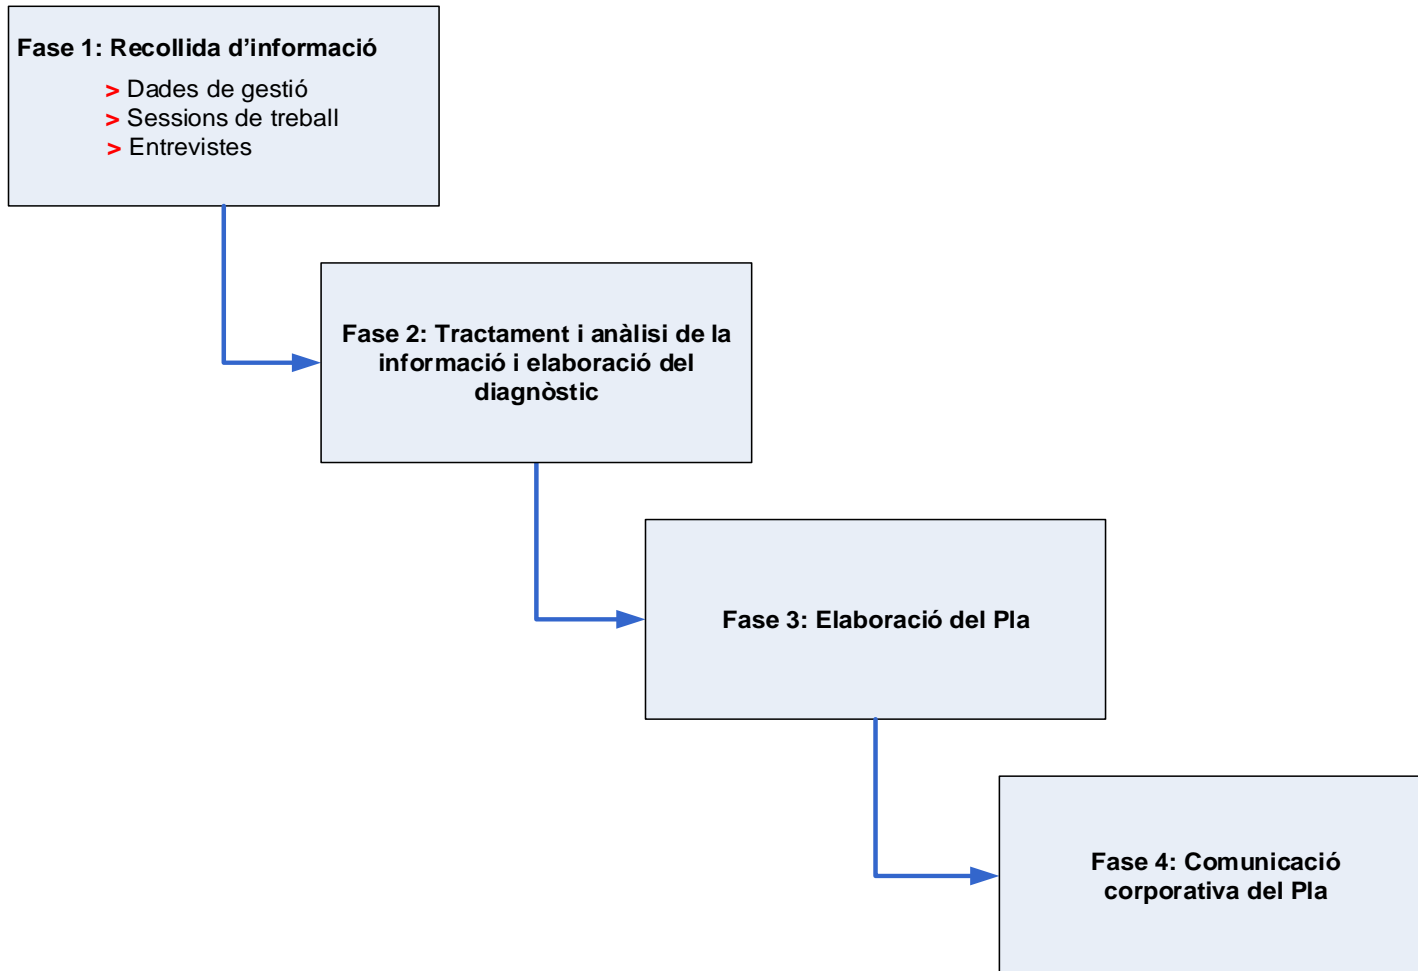 Fase 1: Recollida d’informació
> Dades de gestió
> Sessions de treball
> Entrevistes
Fase 2: Tractament i anàlisi de la
informació i elaboració del
diagnòstic
Fase 3: Elaboració del Pla
Fase 4: Comunicació
corporativa del Pla